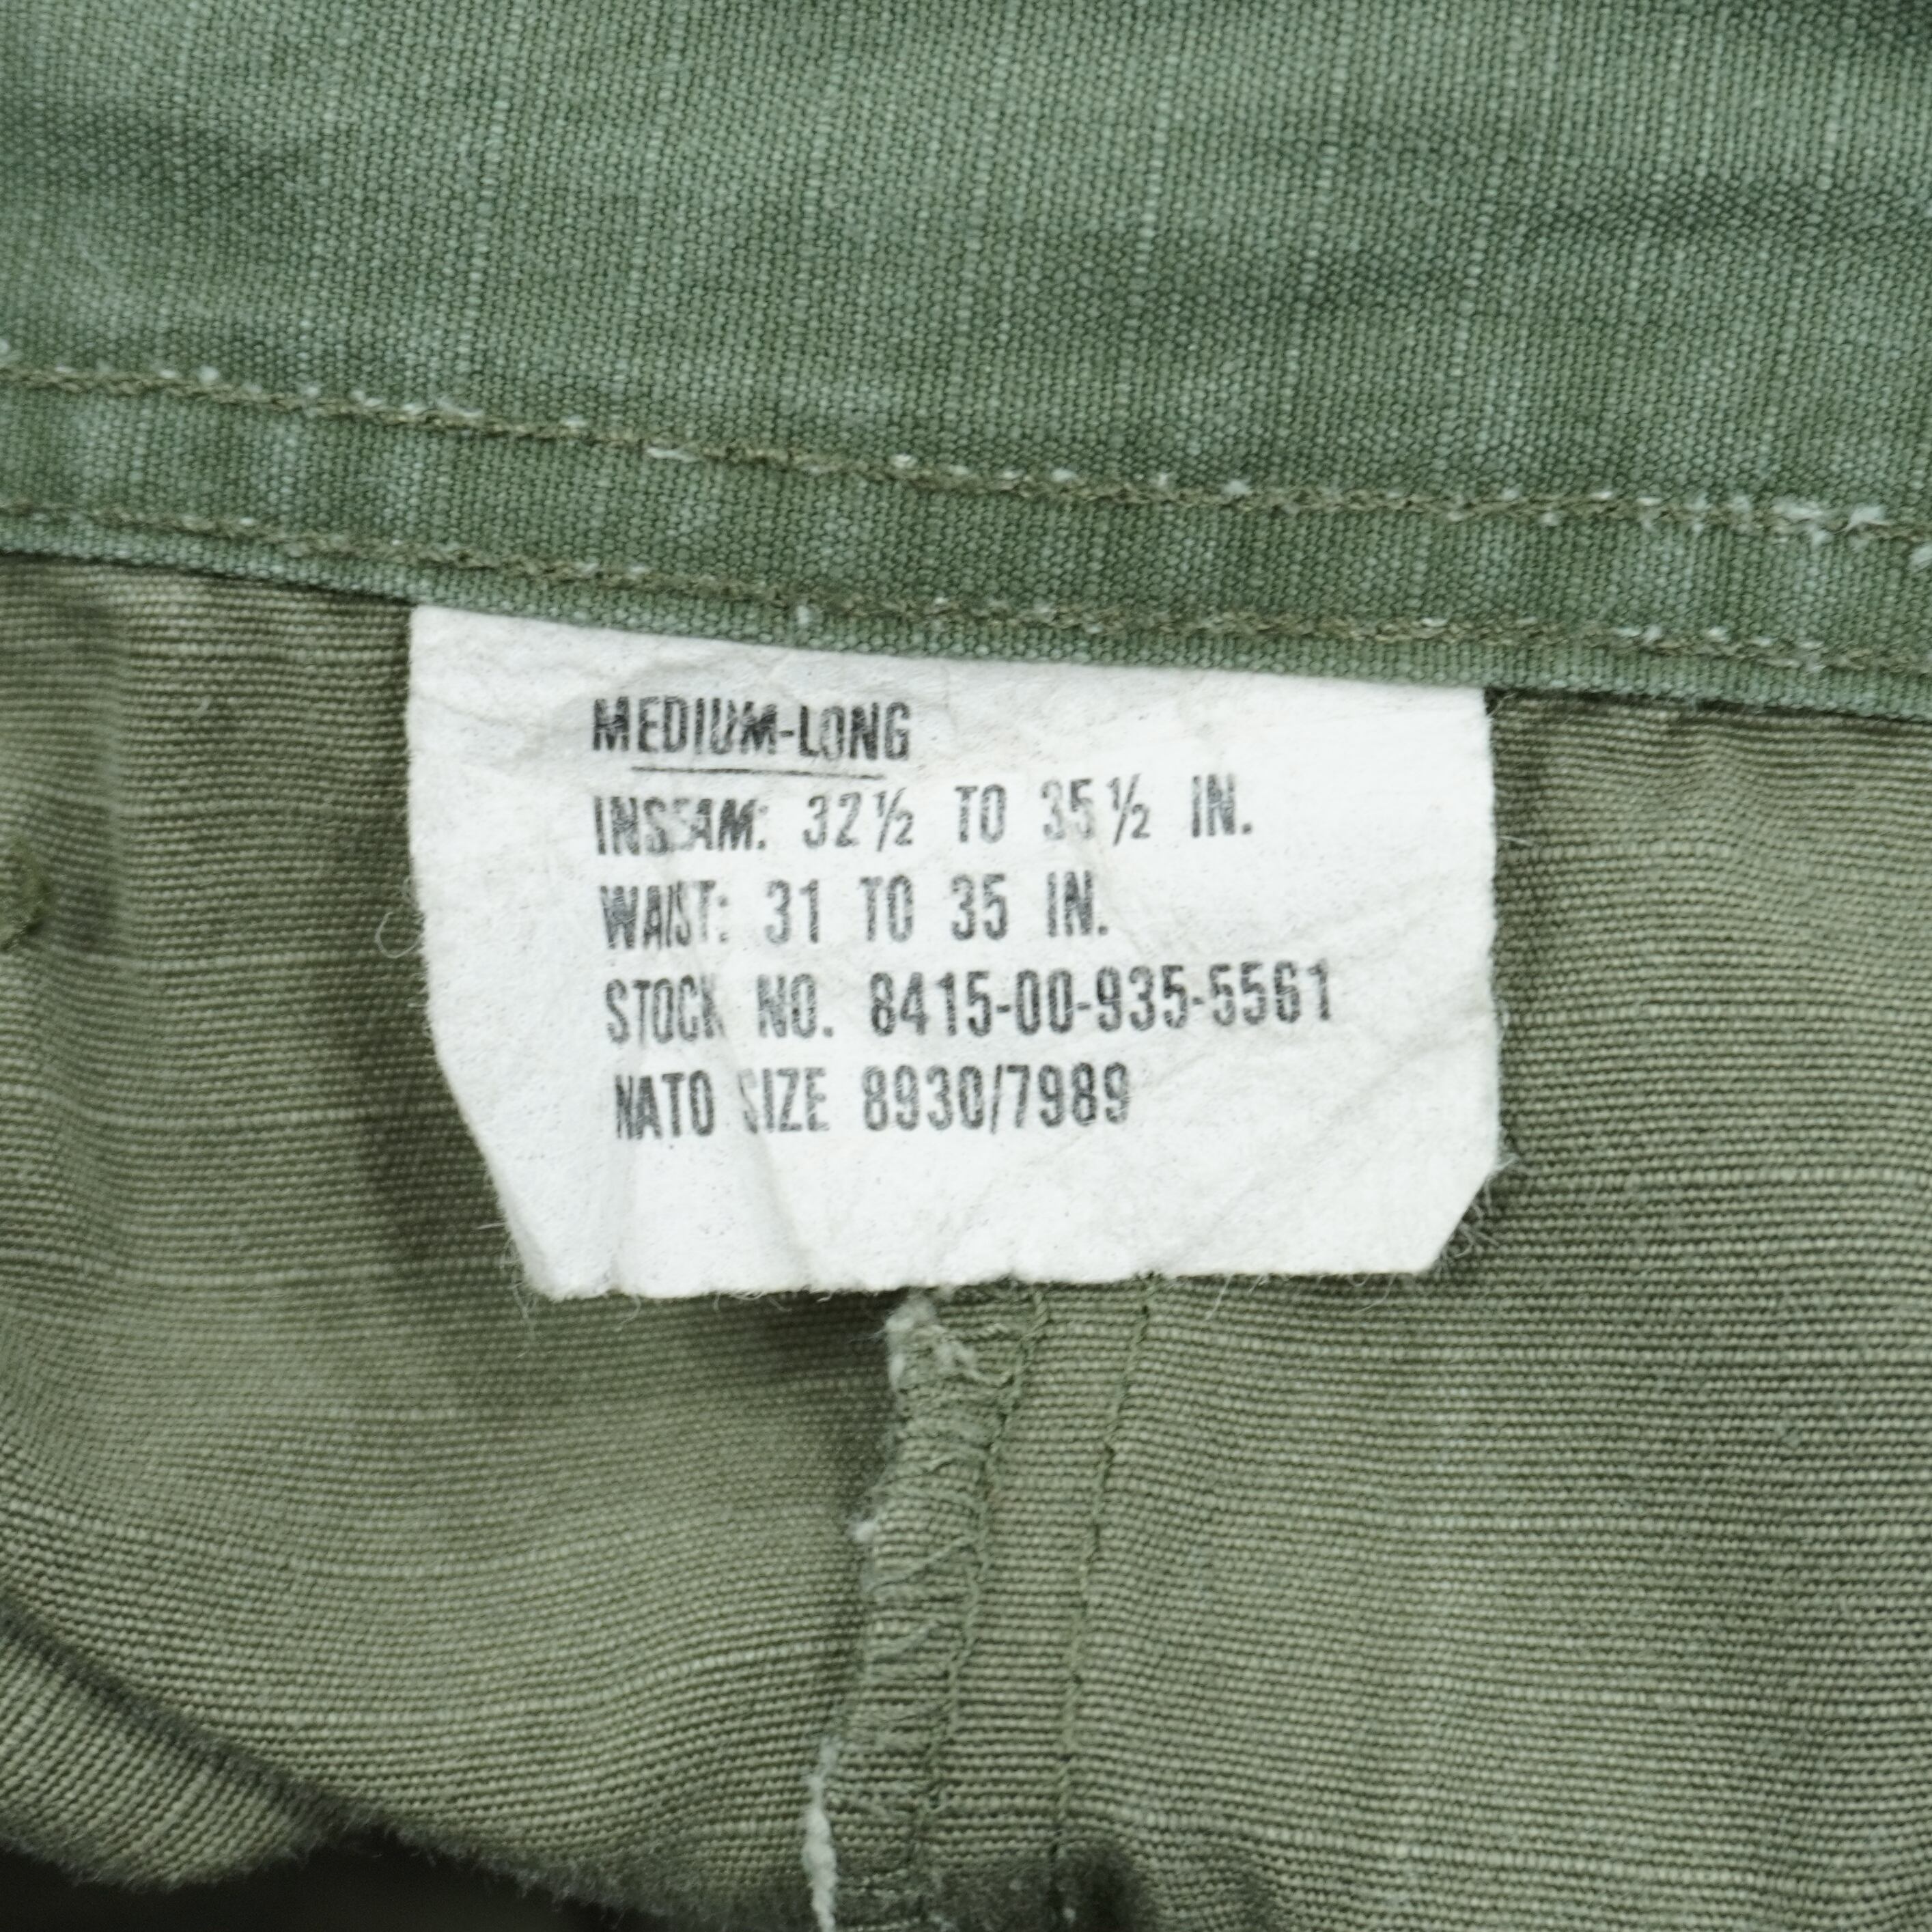 MEDIUM-LONG
INSEAM: 32½ TO 35½ IN.
WAIST: 31 TO 35 IN.
STOCK NO. 8415-00-935-5561
NATO SIZE 8930/7989